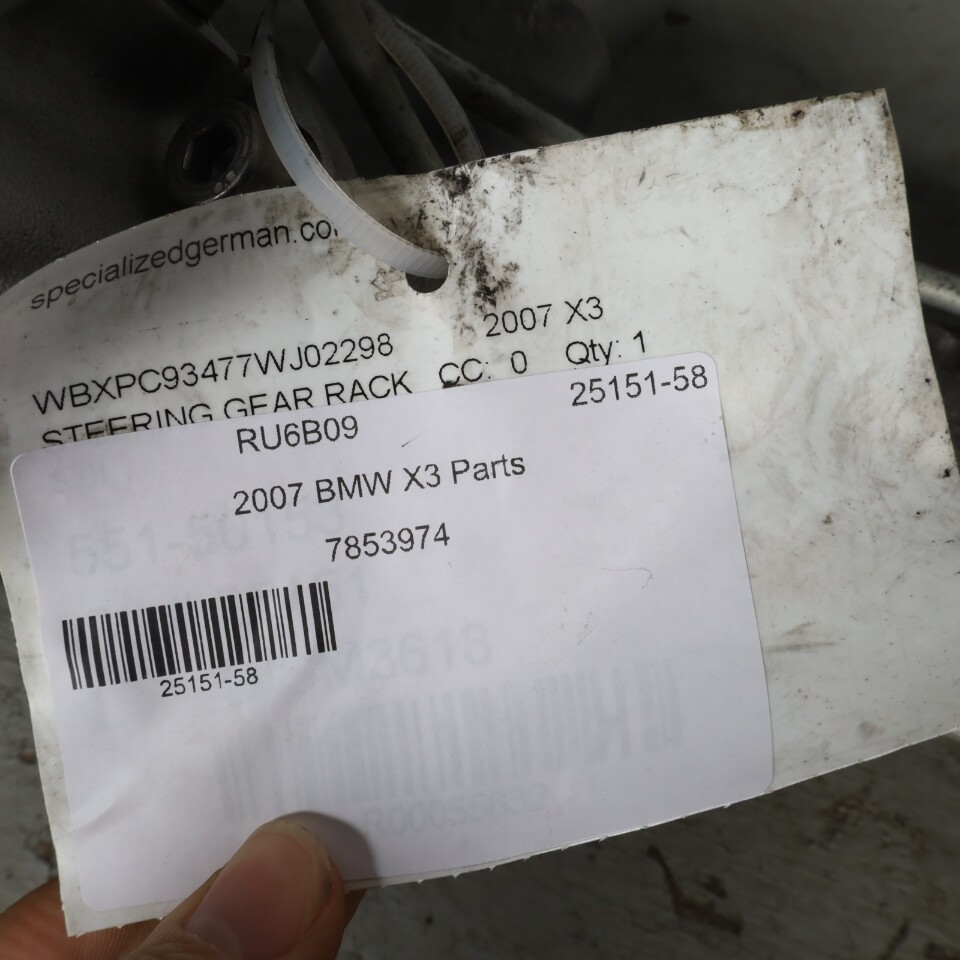 specializedgerman.co
2007 X3
WBXPC93477WJ02298
STEERING GEAR RACK CC: 0 Qty: 1
RU6B09 25151-58
2007 BMW X3 Parts
7853974
25151-58